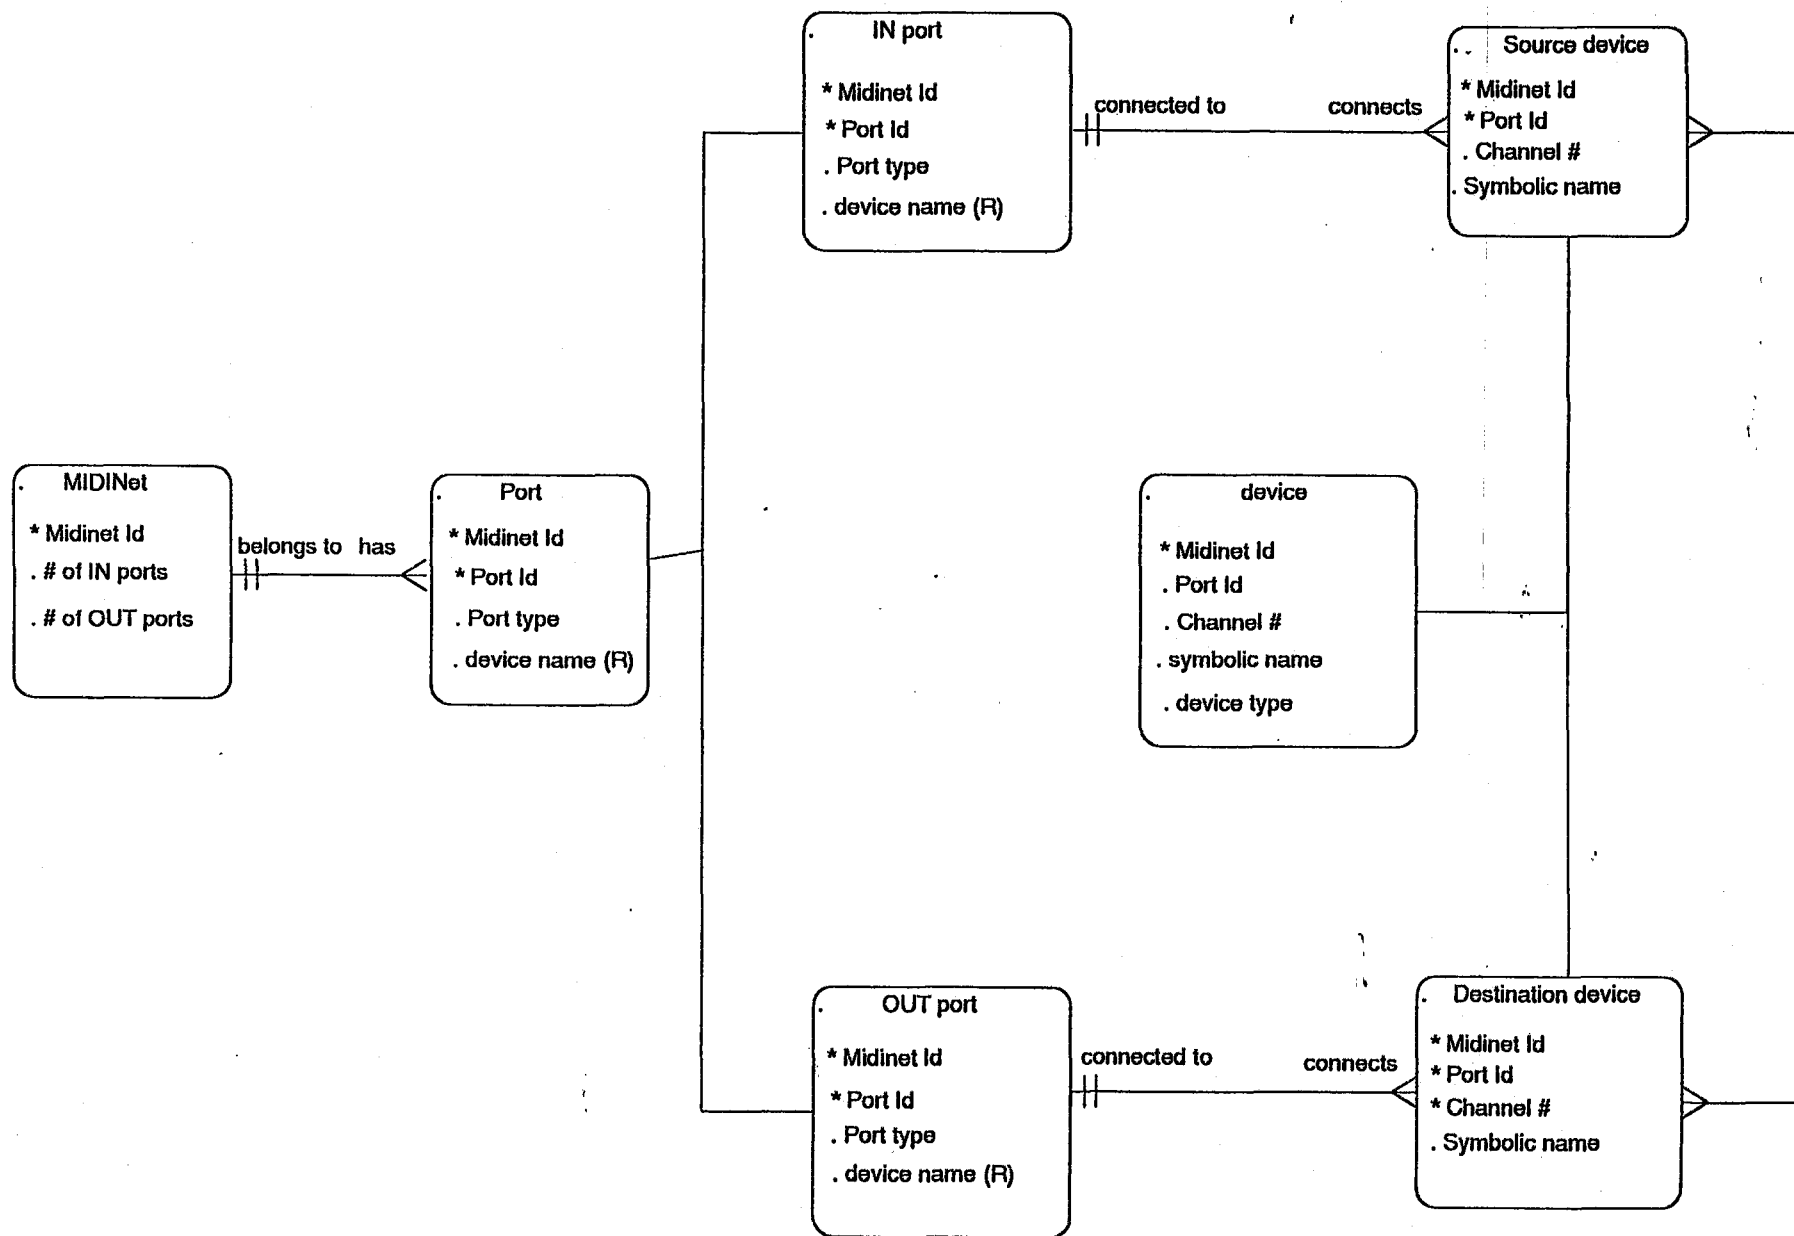 IN port
* Midinet Id
* Port Id
. Port type
. device name (R)
connected to
connects
Source device
* Midinet Id
* Port Id
. Channel #
. Symbolic name
MIDINet
* Midinet Id
. # of IN ports
. # of OUT ports
belongs to has
Port
* Midinet Id
* Port Id
. Port type
. device name (R)
device
* Midinet Id
. Port Id
. Channel #
. symbolic name
. device type
OUT port
* Midinet Id
* Port Id
. Port type
. device name (R)
connected to
connects
Destination device
* Midinet Id
* Port Id
* Channel #
. Symbolic name